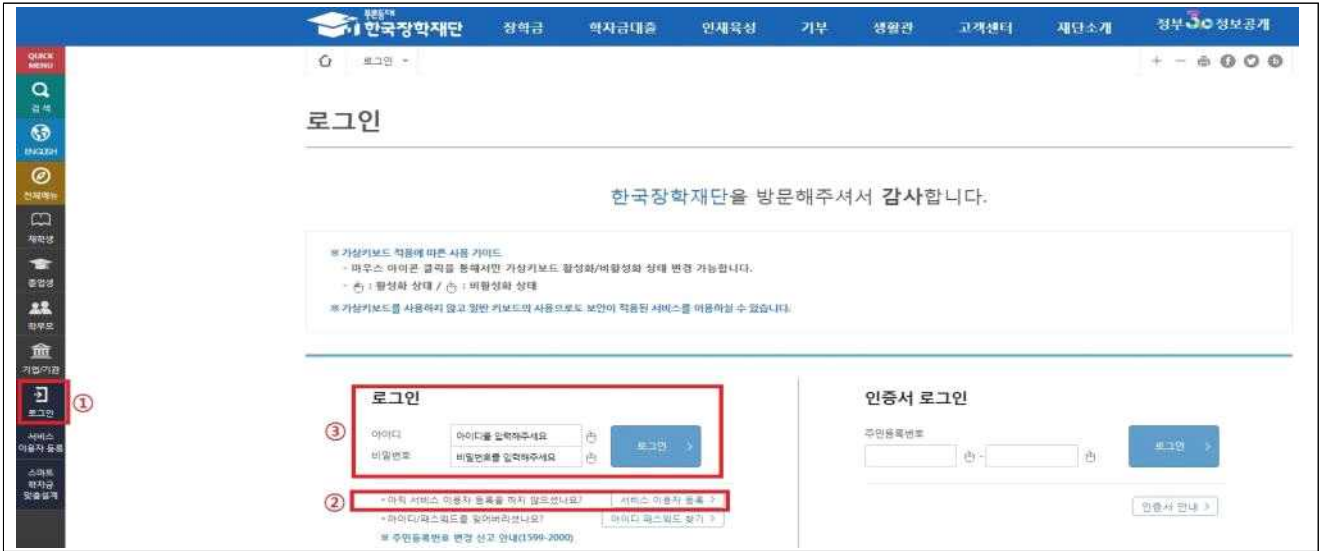 푸른등대
한국장학재단 장학금 학자금대출 인재육성 기부 생활관 고객센터 재단소개 정부3.0 정보공개
QUICK MENU
로그인
검색
ENGLISH
전체메뉴
재학생
졸업생
학부모
기업/기관
로그인
①
서비스
이용자 등록
스마트
학자금
맞춤설계
로그인
한국장학재단을 방문해주셔서 감사합니다.
※ 가상키보드 적용에 따른 사용 가이드
- 마우스 아이콘 클릭을 통해서만 가상키보드 활성화/비활성화 상태 변경 가능합니다.
- : 활성화 상태 / : 비활성화 상태
※ 가상키보드를 사용하지 않고 일반 키보드의 사용으로도 보안이 적용된 서비스를 이용하실 수 있습니다.
③
로그인
아이디 아이디를 입력해주세요
비밀번호 비밀번호를 입력해주세요
로그인 >
②
• 아직 서비스 이용자 등록을 하지 않으셨나요? 서비스 이용자 등록 >
• 아이디/패스워드를 잊어버리셨나요? 아이디 패스워드 찾기 >
※ 주민등록번호 변경 신고 안내(1599-2000)
인증서 로그인
주민등록번호
-
로그인 >
인증서 안내 >